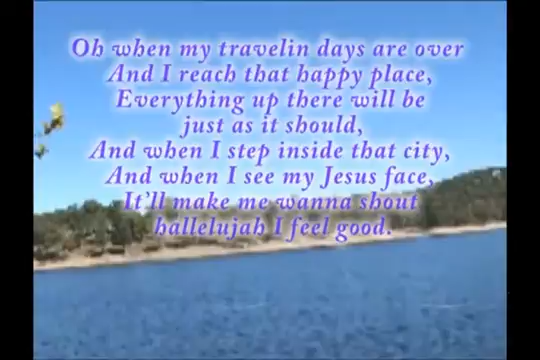 Oh when my travelin days are over
And I reach that happy place,
Everything up there will be
just as it should,
And when I step inside that city,
And when I see my Jesus face,
It'll make me wanna shout
hallelujah I feel good.